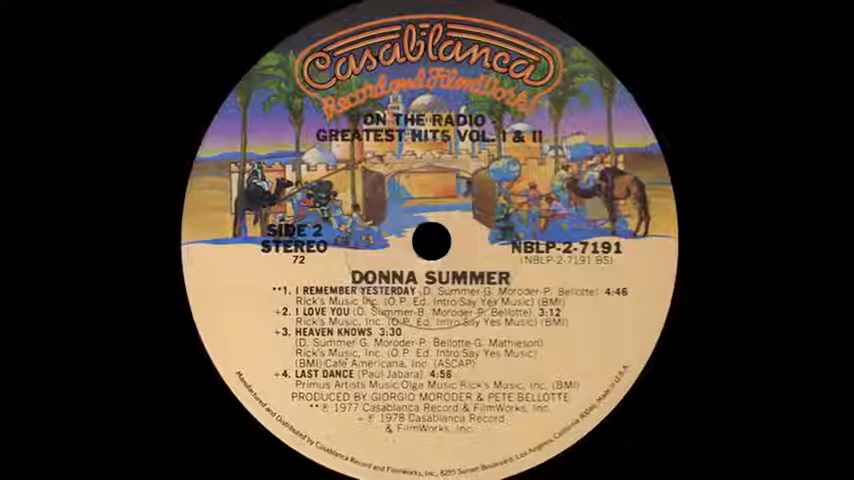 Casablanca
Record and FilmWorks
ON THE RADIO -
GREATEST HITS VOL. I & II
SIDE 2
STEREO
72
NBLP-2-7191
(NBLP-2-7191 BS)
DONNA SUMMER
**1. I REMEMBER YESTERDAY (D. Summer-G. Moroder-P. Bellotte) 4:46
Rick's Music Inc. (O.P. Ed. Intro/Say Yes Music) (BMI)
+2. I LOVE YOU (D. Summer-B. Moroder-P. Bellotte) 3:12
Rick's Music, Inc. (O.P. Ed. Intro/Say Yes Music) (BMI)
+3. HEAVEN KNOWS 3:30
(D. Summer-G. Moroder-P. Bellotte-G. Mathieson)
Rick's Music, Inc. (O.P. Ed. Intro/Say Yes Music)
(BMI) Cafe Americana, Inc. (ASCAP)
+4. LAST DANCE (Paul Jabara) 4:56
Primus Artists Music/Olga Music/Rick's Music, Inc. (BMI)
PRODUCED BY GIORGIO MORODER & PETE BELLOTTE
**℗ 1977 Casablanca Record & FilmWorks, Inc.
+ ℗ 1978 Casablanca Record
& FilmWorks, Inc.
Manufactured and Distributed by Casablanca Record and FilmWorks, Inc., 8255 Sunset Boulevard, Los Angeles, California 90046